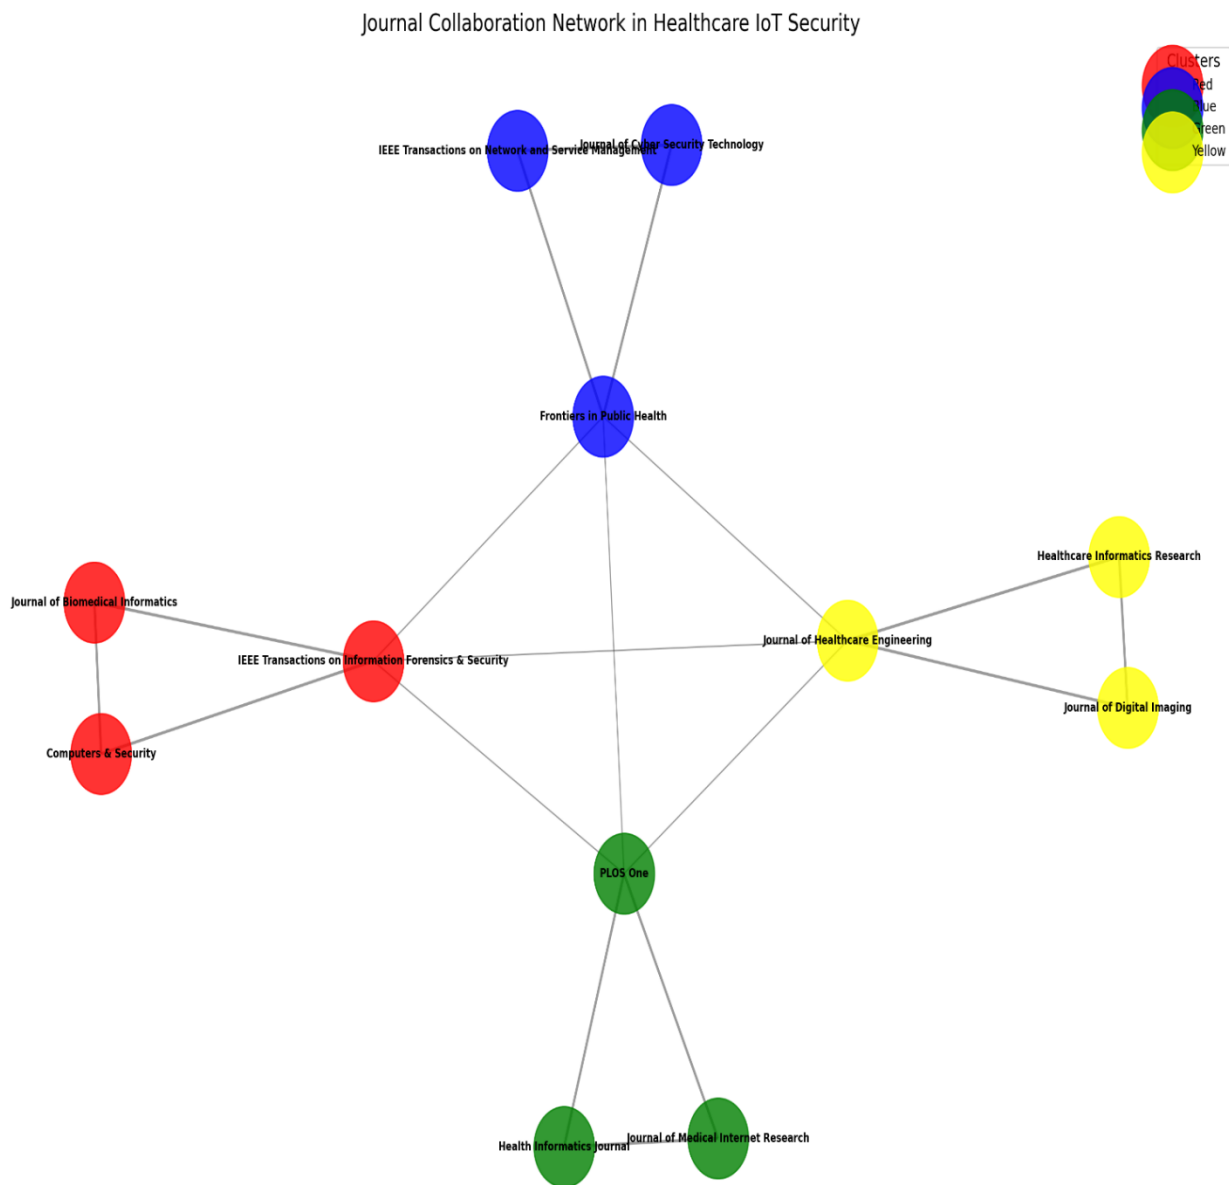 Journal Collaboration Network in Healthcare IoT Security
Clusters
Red
Blue
Green
Yellow
IEEE Transactions on Network and Service Management
Journal of Cyber Security Technology
Frontiers in Public Health
Healthcare Informatics Research
Journal of Biomedical Informatics
Journal of Healthcare Engineering
IEEE Transactions on Information Forensics & Security
Journal of Digital Imaging
Computers & Security
PLOS One
Journal of Medical Internet Research
Health Informatics Journal